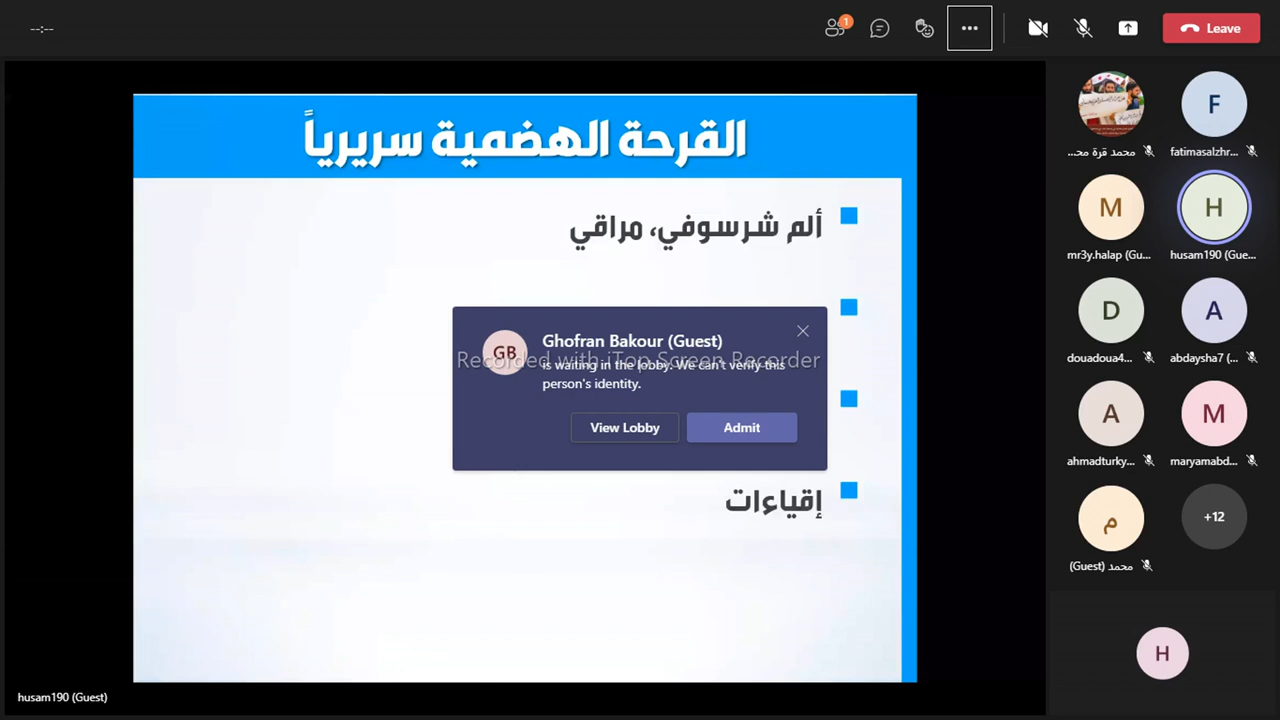 --:--
1
Leave
القرحة الهضمية سريرياً
ألم شرسوفي، مراقي
GB
Ghofran Bakour (Guest)
is waiting in the lobby. We can't verify this
person's identity.
Recorded with iTop Screen Recorder
View Lobby
Admit
إقياءات
husam190 (Guest)
محمد قرة مح...
F
fatimasalzhr...
M
mr3y.halap (Gu...
H
husam190 (Gue...
D
douadoua4...
A
abdaysha7 (...
A
ahmadturky...
M
maryamabd...
م
محمد (Guest)
+12
H